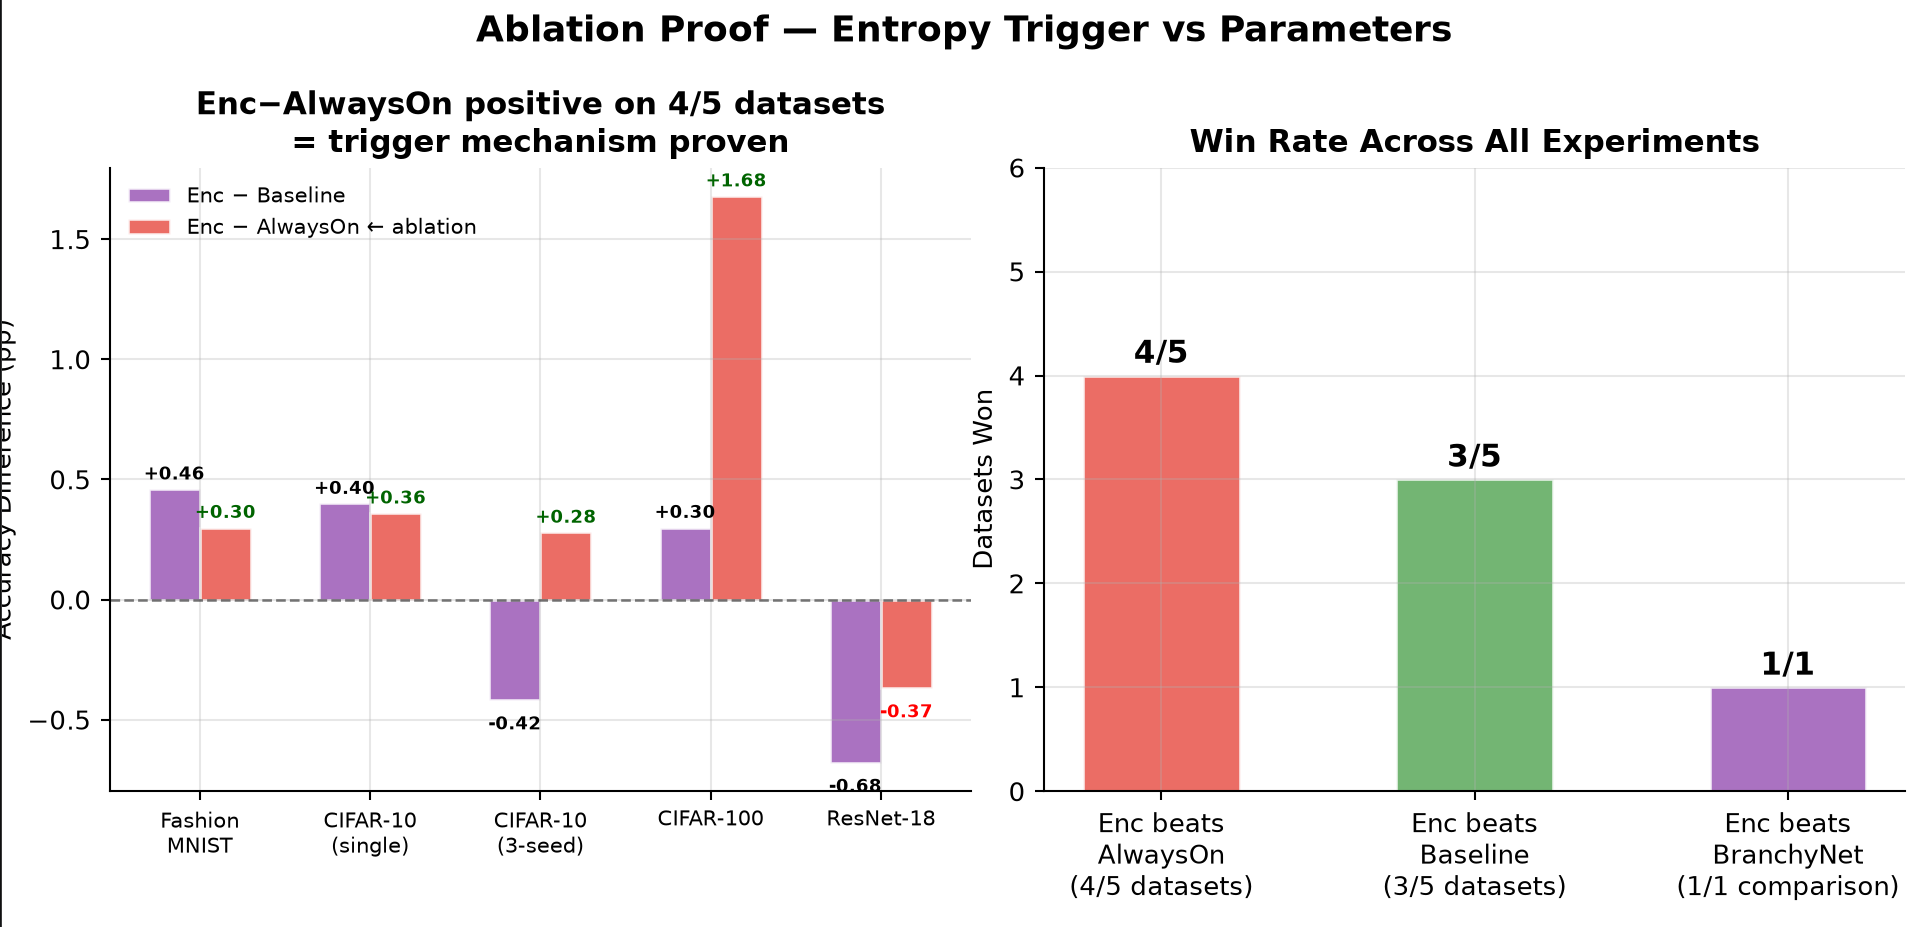 Ablation Proof — Entropy Trigger vs Parameters
Enc−AlwaysOn positive on 4/5 datasets
= trigger mechanism proven
Enc − Baseline
Enc − AlwaysOn ← ablation
Accuracy Difference (pp)
1.5
1.0
0.5
0.0
−0.5
+0.46
+0.30
+0.40
+0.36
-0.42
+0.28
+0.30
+1.68
-0.68
-0.37
Fashion
MNIST
CIFAR-10
(single)
CIFAR-10
(3-seed)
CIFAR-100
ResNet-18
Win Rate Across All Experiments
Datasets Won
6
5
4
3
2
1
0
4/5
3/5
1/1
Enc beats
AlwaysOn
(4/5 datasets)
Enc beats
Baseline
(3/5 datasets)
Enc beats
BranchyNet
(1/1 comparison)